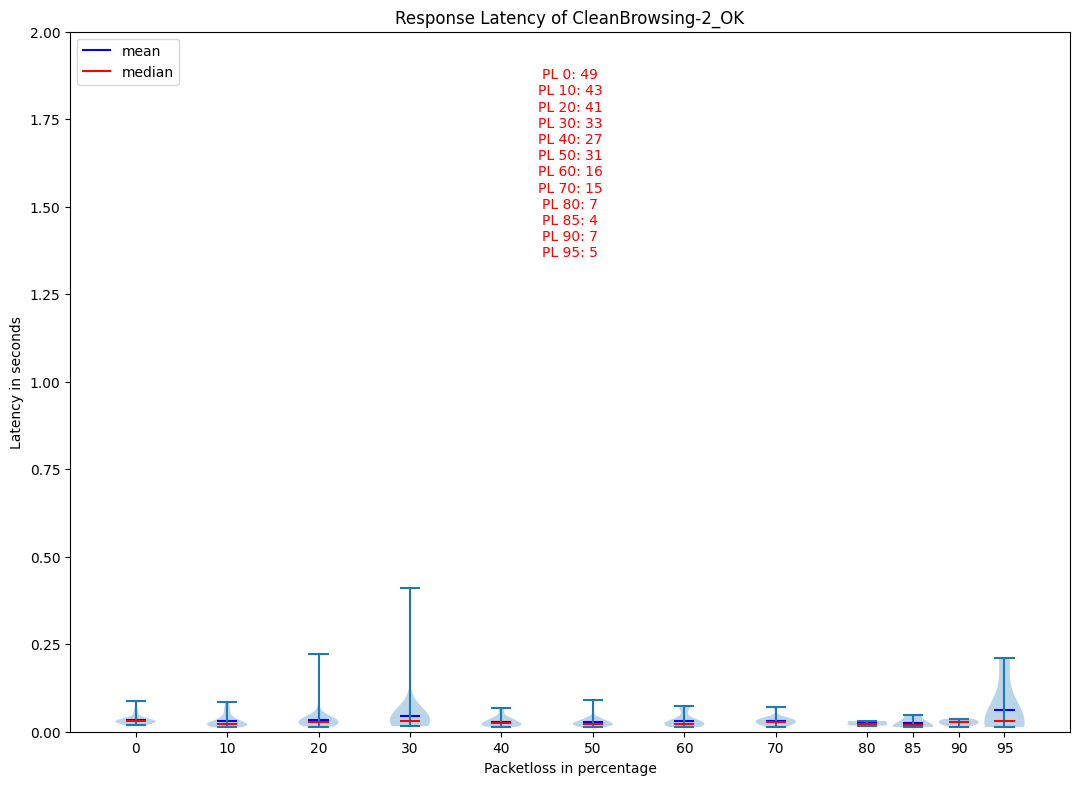 Response Latency of CleanBrowsing-2_OK
mean
median
PL 0: 49
PL 10: 43
PL 20: 41
PL 30: 33
PL 40: 27
PL 50: 31
PL 60: 16
PL 70: 15
PL 80: 7
PL 85: 4
PL 90: 7
PL 95: 5
Latency in seconds
2.00
1.75
1.50
1.25
1.00
0.75
0.50
0.25
0.00
0 10 20 30 40 50 60 70 80 85 90 95
Packetloss in percentage